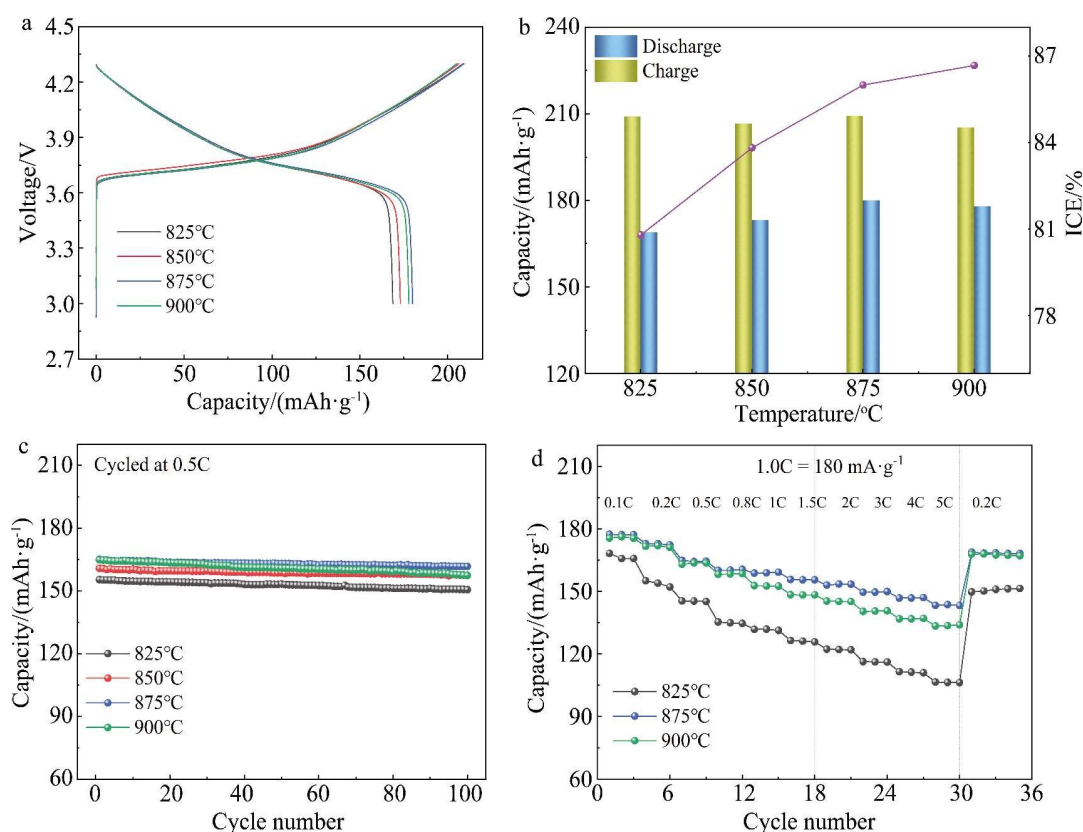 a
4.5
4.2
3.9
3.6
3.3
3.0
2.7
Voltage/V
825℃
850℃
875℃
900℃
0 50 100 150 200
Capacity/(mAh·g⁻¹)
b
240
210
180
150
120
Capacity/(mAh·g⁻¹)
Discharge
Charge
87
84
81
78
ICE/%
825 850 875 900
Temperature/°C
c
Cycled at 0.5C
210
180
150
120
90
60
Capacity/(mAh·g⁻¹)
825℃
850℃
875℃
900℃
0 20 40 60 80 100
Cycle number
d
1.0C = 180 mA·g⁻¹
0.1C 0.2C 0.5C 0.8C 1C 1.5C 2C 3C 4C 5C 0.2C
210
180
150
120
90
60
Capacity/(mAh·g⁻¹)
825℃
875℃
900℃
0 6 12 18 24 30 36
Cycle number